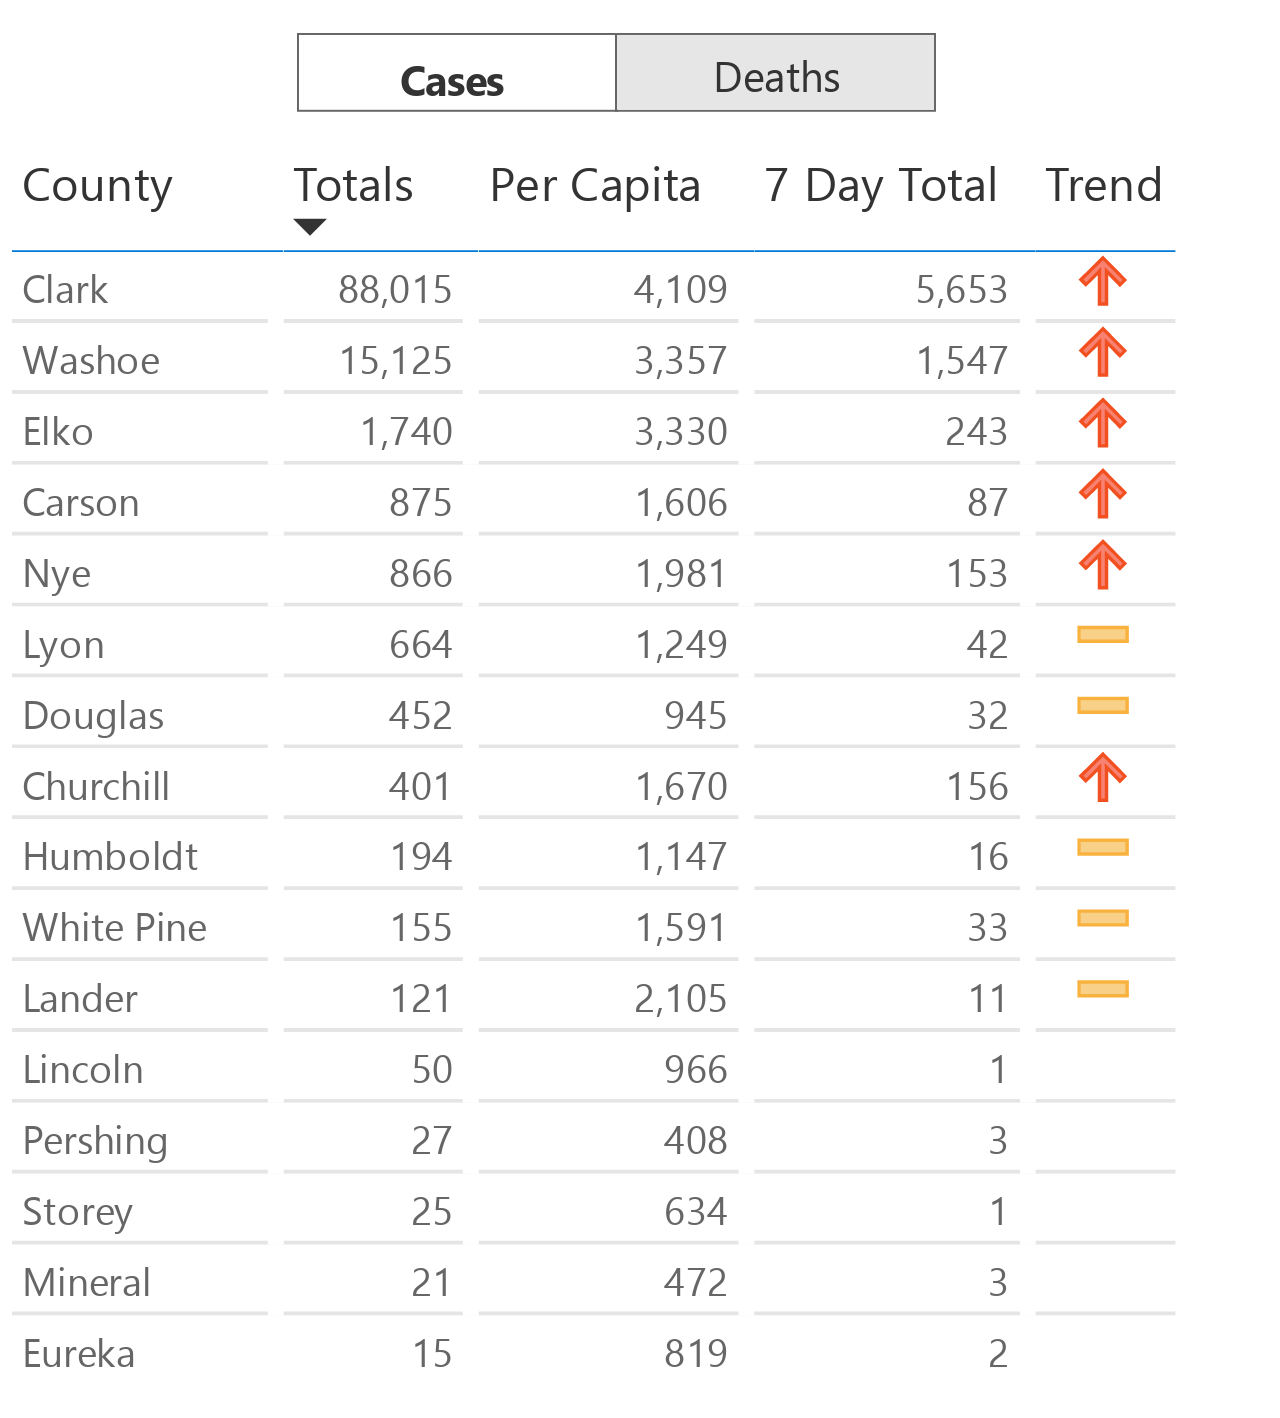 Cases Deaths
County Totals Per Capita 7 Day Total Trend
Clark 88,015 4,109 5,653
Washoe 15,125 3,357 1,547
Elko 1,740 3,330 243
Carson 875 1,606 87
Nye 866 1,981 153
Lyon 664 1,249 42
Douglas 452 945 32
Churchill 401 1,670 156
Humboldt 194 1,147 16
White Pine 155 1,591 33
Lander 121 2,105 11
Lincoln 50 966 1
Pershing 27 408 3
Storey 25 634 1
Mineral 21 472 3
Eureka 15 819 2